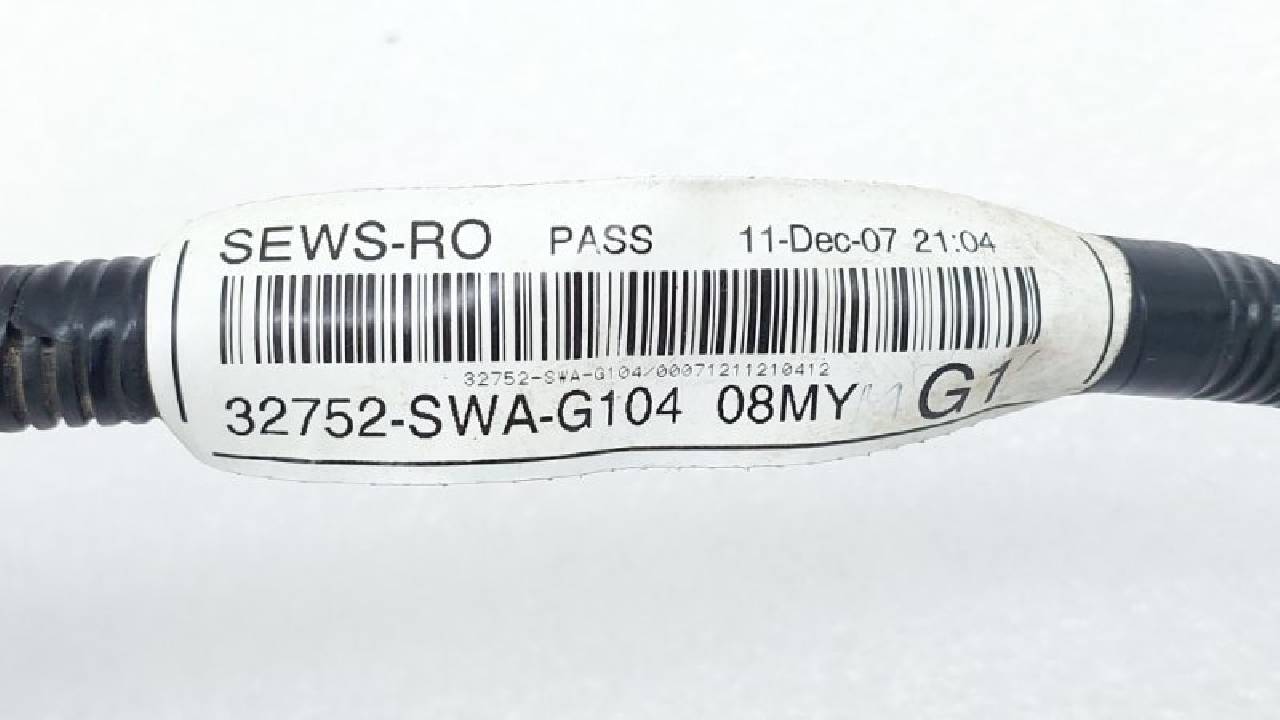 SEWS-RO PASS 11-Dec-07 21:04
32752-SWA-G104/00071211210412
32752-SWA-G104 08MY G1